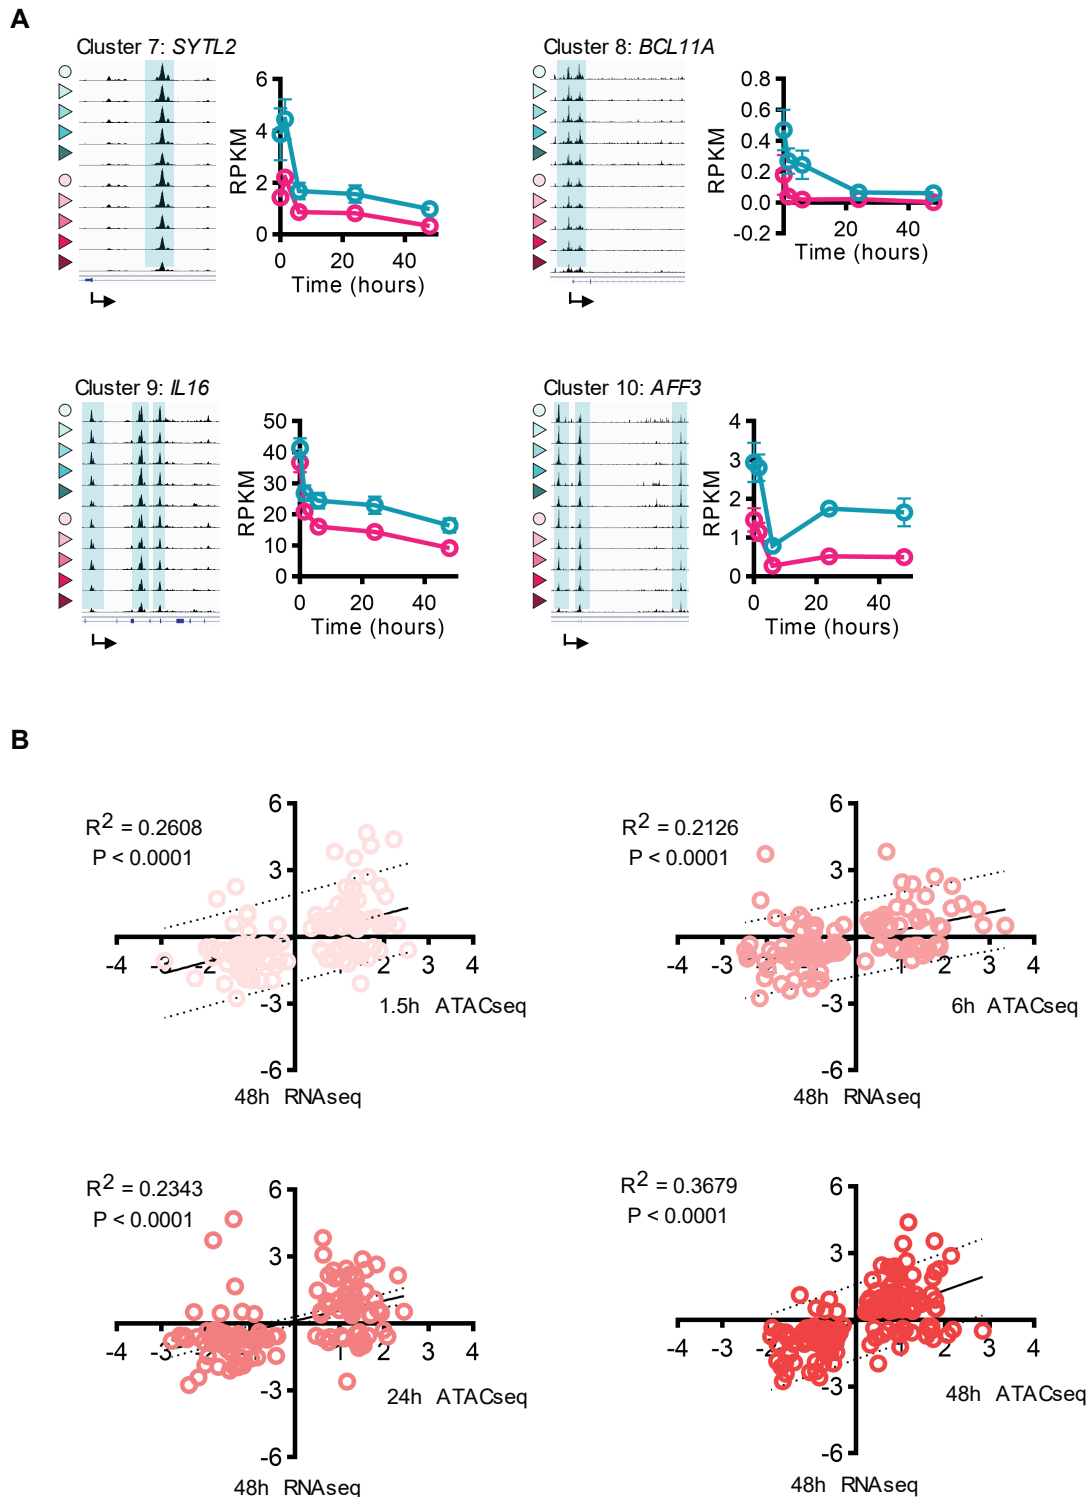 A
Cluster 7: SYTL2
Cluster 8: BCL11A
6
4
2
0
RPKM
0 20 40
Time (hours)
0.8
0.6
0.4
0.2
0.0
-0.2
RPKM
20 40
Time (hours)
Cluster 9: IL16
Cluster 10: AFF3
50
40
30
20
10
0
RPKM
0 20 40
Time (hours)
4
3
2
1
0
RPKM
0 20 40
Time (hours)
B
R2 = 0.2608
P < 0.0001
6
3
-3
-6
-4 -3 -2 1 2 3 4
1.5h ATACseq
48h RNAseq
R2 = 0.2126
P < 0.0001
6
3
-3
-6
-4 -3 -2 -1 1 2 3 4
6h ATACseq
48h RNAseq
R2 = 0.2343
P < 0.0001
6
3
-3
-6
-4 -3 -2 1 2 3 4
24h ATACseq
48h RNAseq
R2 = 0.3679
P < 0.0001
6
3
-3
-6
-4 -3 -2 1 2 3 4
48h ATACseq
48h RNAseq